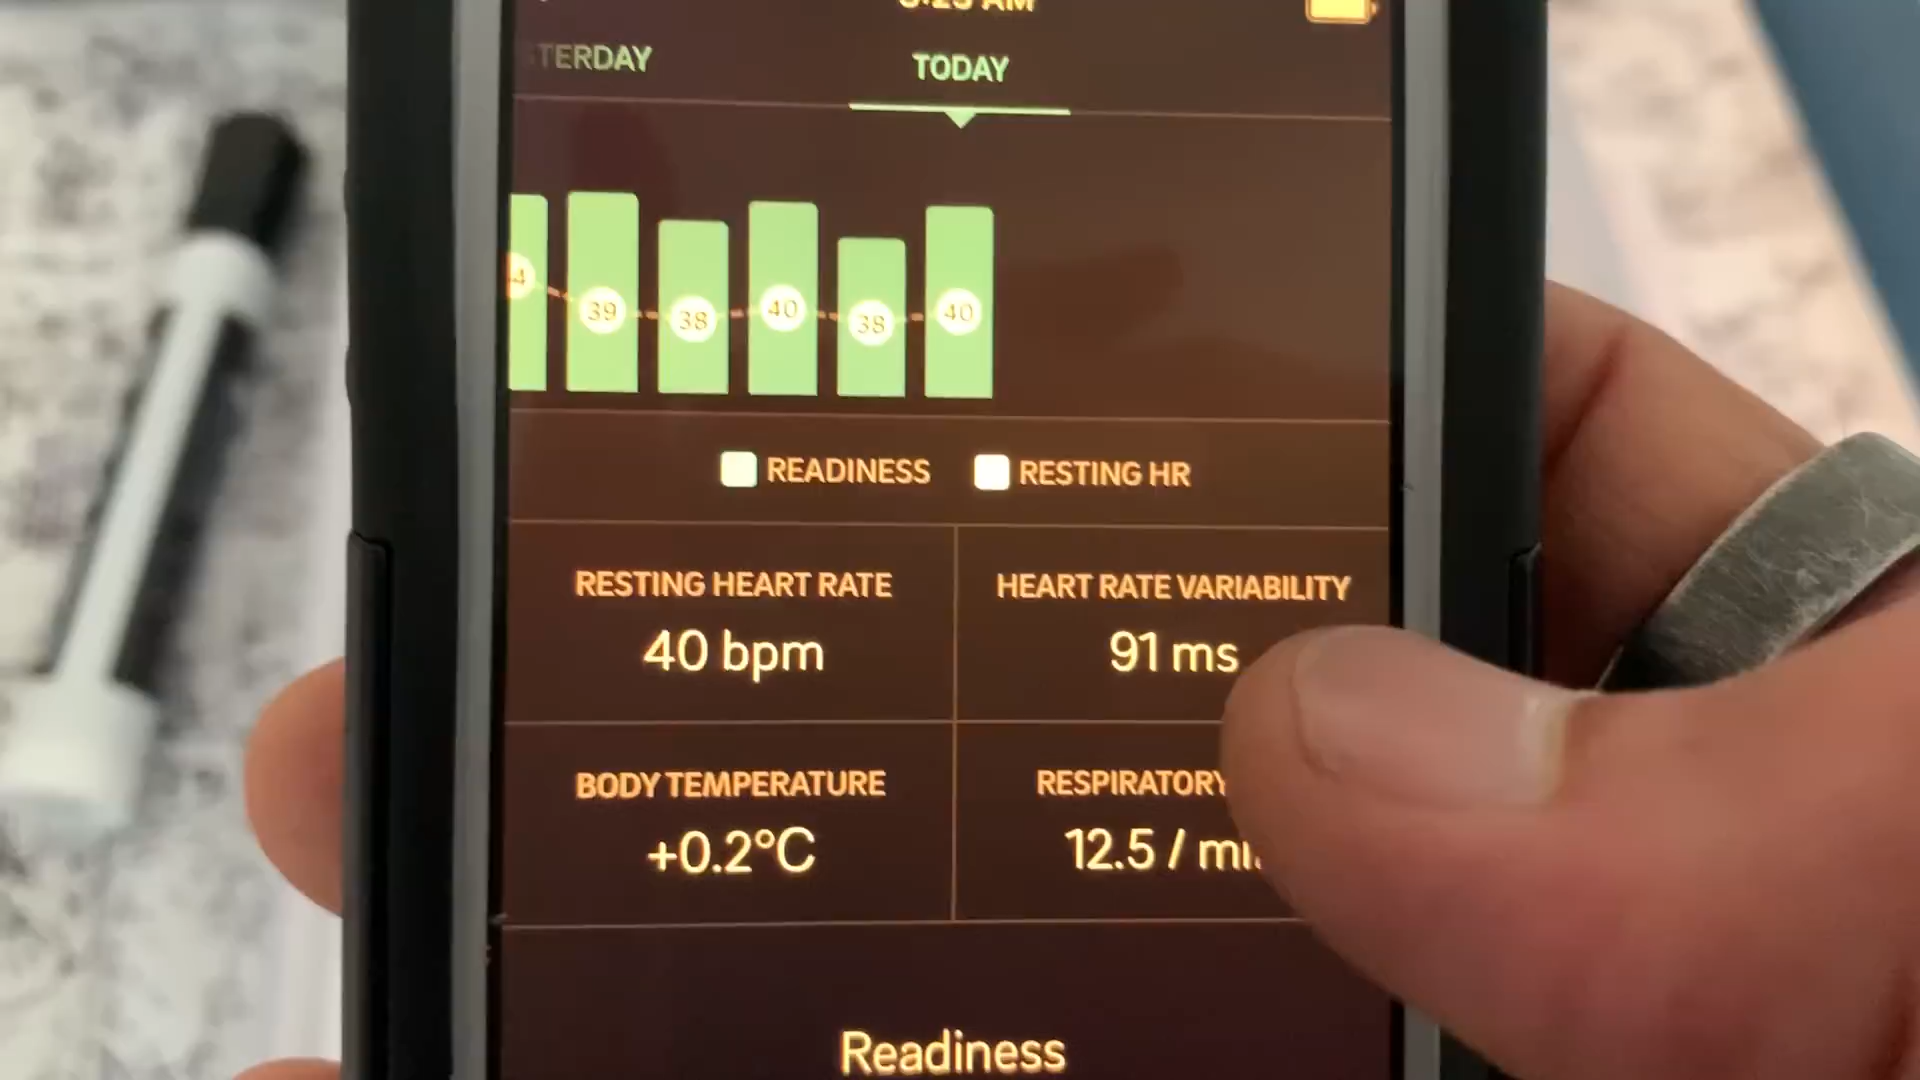 TERDAY
TODAY
39
38
40
38
40
READINESS
RESTING HR
RESTING HEART RATE
HEART RATE VARIABILITY
40 bpm
91 ms
BODY TEMPERATURE
RESPIRATORY
+0.2°C
12.5 /
Readiness